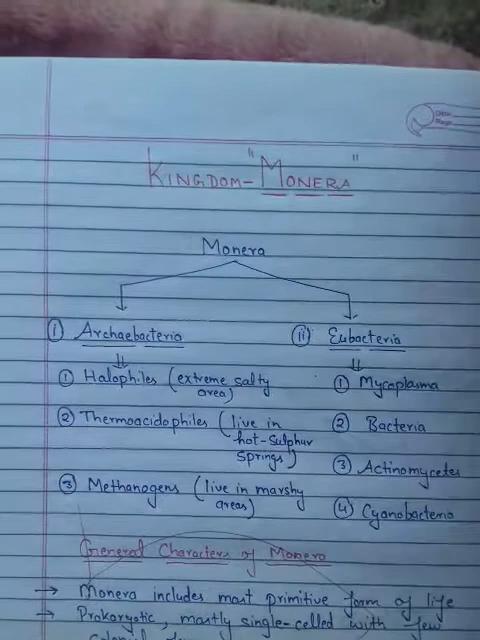 Date
Page
KINGDOM- "MONERA"
Monera
(i) Archaebacteria
(ii) Eubacteria
(1) Halophiles (extreme salty area)
(2) Thermoacidophiles (live in hot-Sulphur Springs)
(3) Methanogens (live in marshy areas)
(1) Mycoplasma
(2) Bacteria
(3) Actinomycetes
(4) Cyanobacteria
General Characters of Monera
→ Monera includes most primitive form of life
→ Prokaryotic, mostly single-celled with few